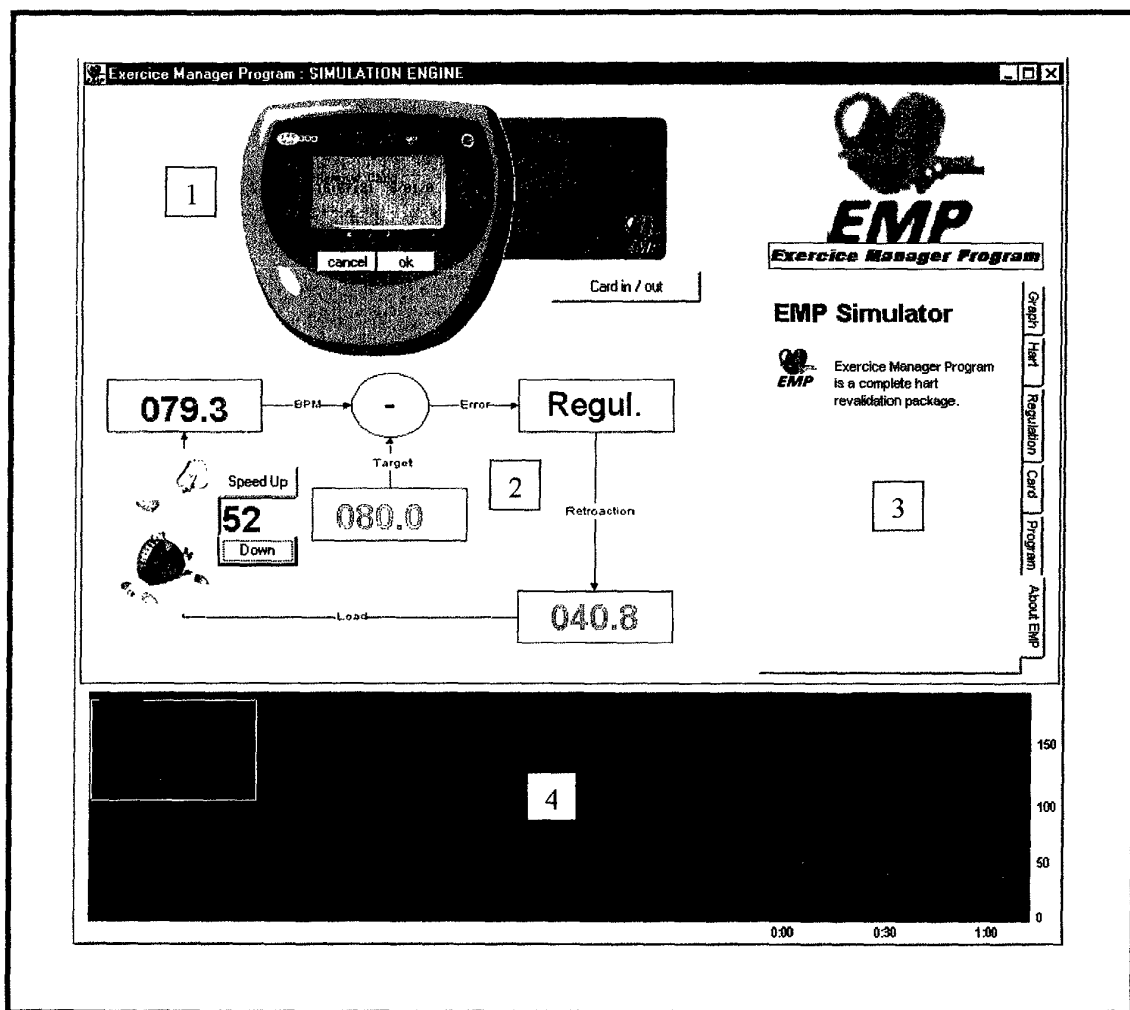 Exercice Manager Program : SIMULATION ENGINE
1
cancel
ok
Card in / out
EMP
Exercice Manager Program
EMP Simulator
EMP
Exercice Manager Program
is a complete hart
revalidation package.
Graph
Hart
Regulation
Card
Program
About EMP
3
079.3
BPM
-
Error
Regul.
Target
Speed Up
52
Down
080.0
2
Retroaction
Load
040.8
4
150
100
50
0
0:00
0:30
1:00